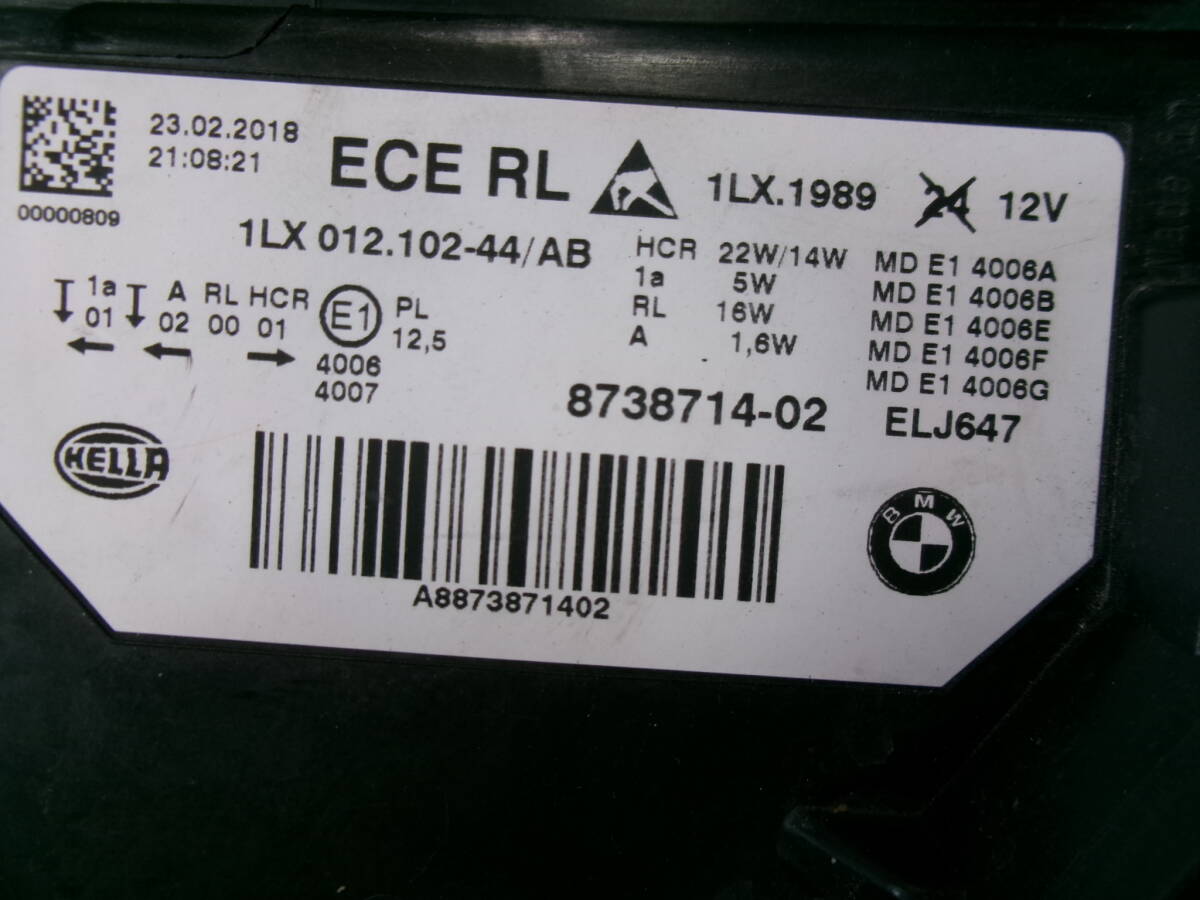 23.02.2018
21:08:21
00000809
ECE RL
1LX.1989
24 12V
1LX 012.102-44/AB
HCR 22W/14W
1a 5W
RL 16W
A 1,6W
MD E1 4006A
MD E1 4006B
MD E1 4006E
MD E1 4006F
MD E1 4006G
1a A RL HCR
01 02 00 01
E1
4006
4007
PL
12,5
8738714-02
ELJ647
HELLA
A8873871402
BMW